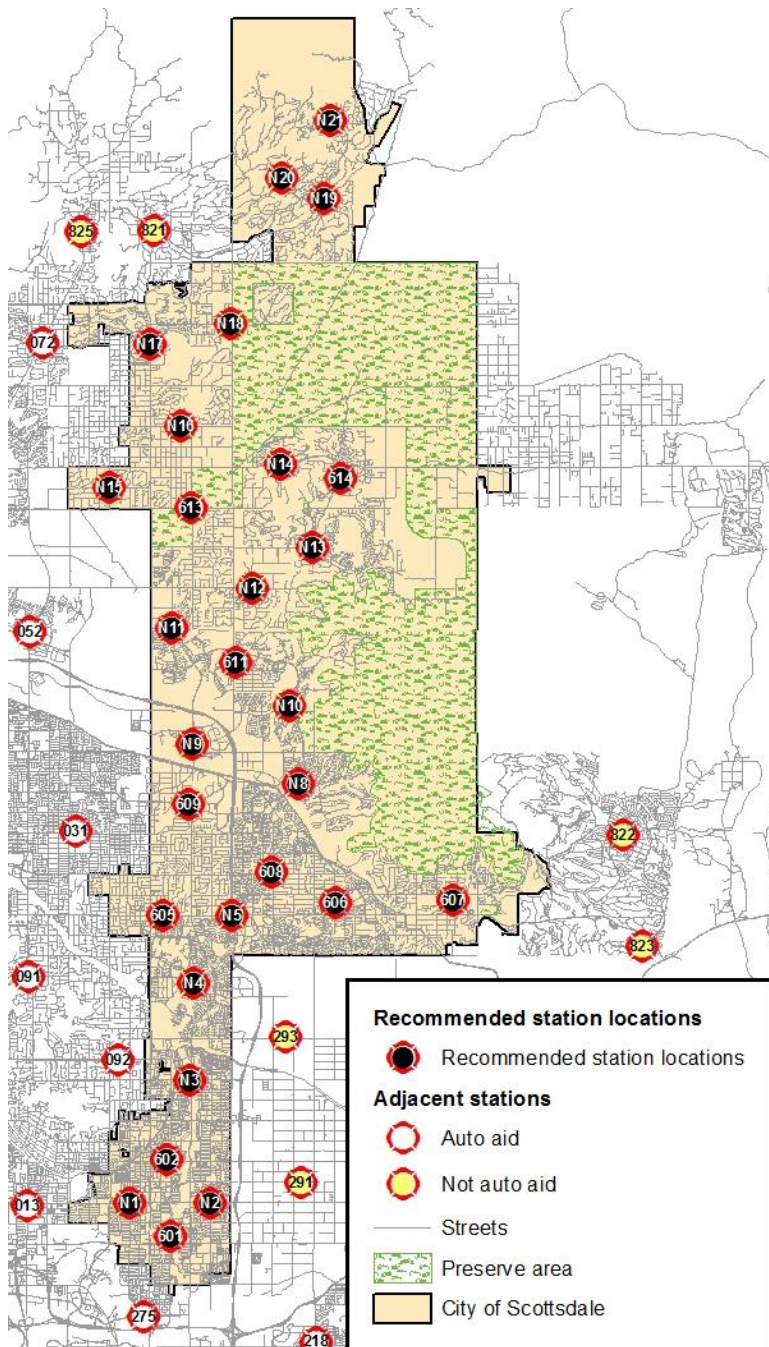 N21
N20
N19
825
821
N18
072
N17
N16
N14
614
N15
613
N13
N12
N11
052
611
N10
N9
N8
609
031
822
608
606
607
605
N5
823
091
N4
293
092
N3
602
291
013
N1
N2
601
275
218
Recommended station locations
Recommended station locations
Adjacent stations
Auto aid
Not auto aid
Streets
Preserve area
City of Scottsdale